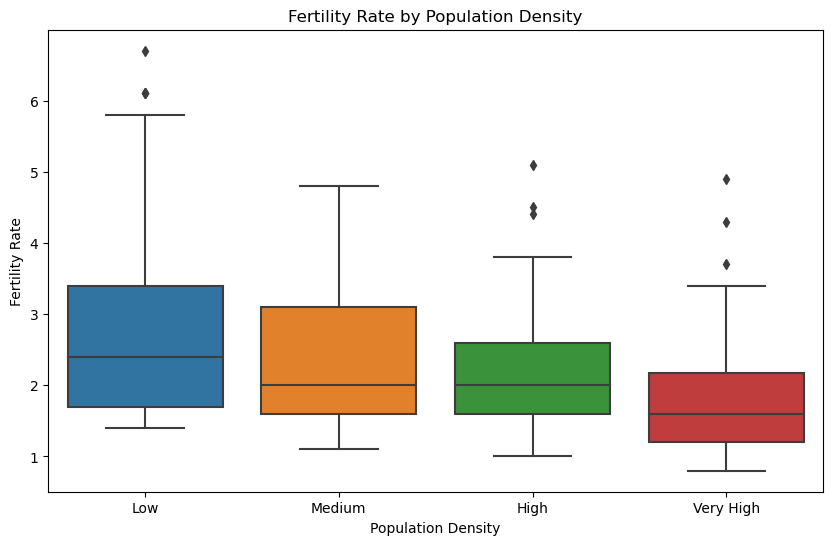 Fertility Rate by Population Density
Fertility Rate
6
5
4
3
2
1
Low Medium High Very High
Population Density